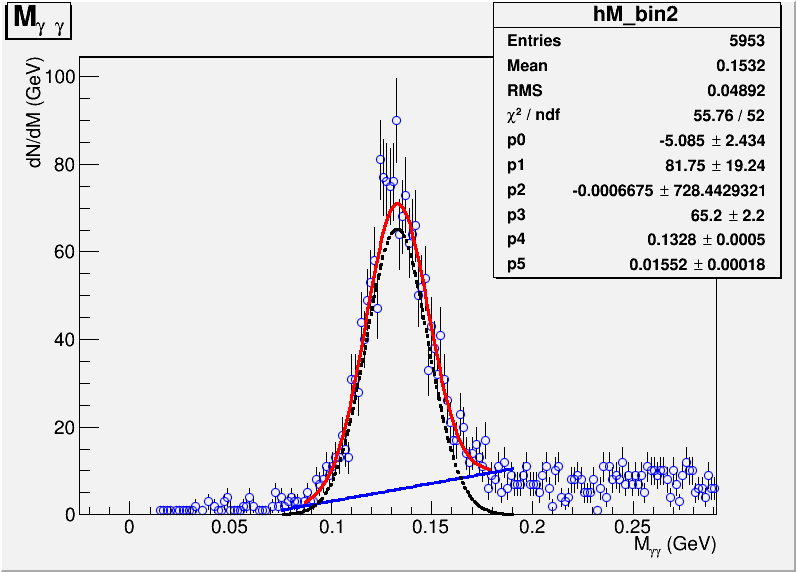 M γ γ
hM_bin2
Entries 5953
Mean 0.1532
RMS 0.04892
χ² / ndf 55.76 / 52
p0 -5.085 ± 2.434
p1 81.75 ± 19.24
p2 -0.0006675 ± 728.4429321
p3 65.2 ± 2.2
p4 0.1328 ± 0.0005
p5 0.01552 ± 0.00018
dN/dM (GeV)
100
80
60
40
20
0
0 0.05 0.1 0.15 0.2 0.25
M γγ (GeV)